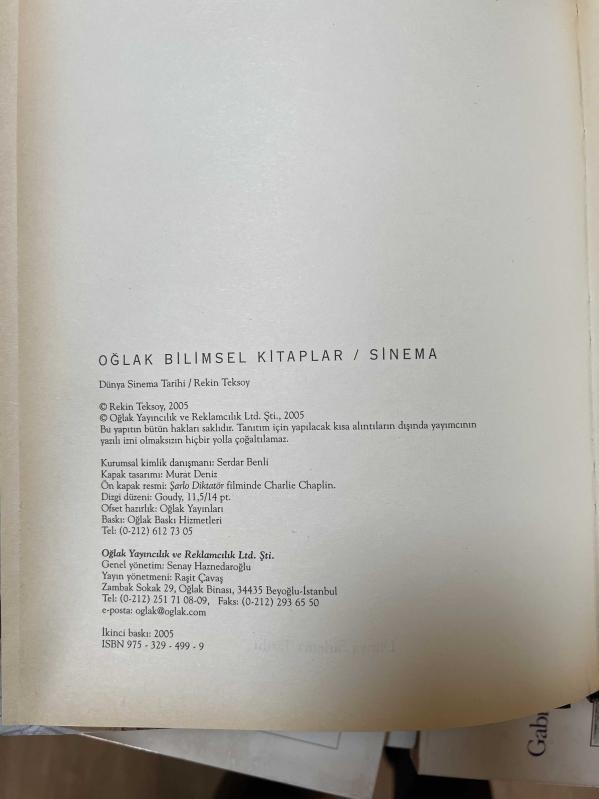 OĞLAK BİLİMSEL KİTAPLAR / SİNEMA
Dünya Sinema Tarihi / Rekin Teksoy
© Rekin Teksoy, 2005
© Oğlak Yayıncılık ve Reklamcılık Ltd. Şti., 2005
Bu yapıtın bütün hakları saklıdır. Tanıtım için yapılacak kısa alıntıların dışında yayımcının
yazılı izni olmaksızın hiçbir yolla çoğaltılamaz.
Kurumsal kimlik danışmanı: Serdar Benli
Kapak tasarımı: Murat Deniz
Ön kapak resmi: Şarlo Diktatör filminde Charlie Chaplin.
Dizgi düzeni: Goudy, 11,5/14 pt.
Ofset hazırlık: Oğlak Yayınları
Baskı: Oğlak Baskı Hizmetleri
Tel: (0-212) 612 73 05
Oğlak Yayıncılık ve Reklamcılık Ltd. Şti.
Genel yönetim: Senay Haznedaroğlu
Yayın yönetmeni: Raşit Çavaş
Zambak Sokak 29, Oğlak Binası, 34435 Beyoğlu-İstanbul
Tel: (0-212) 251 71 08-09, Faks: (0-212) 293 65 50
e-posta: oglak@oglak.com
İkinci baskı: 2005
ISBN 975 - 329 - 499 - 9